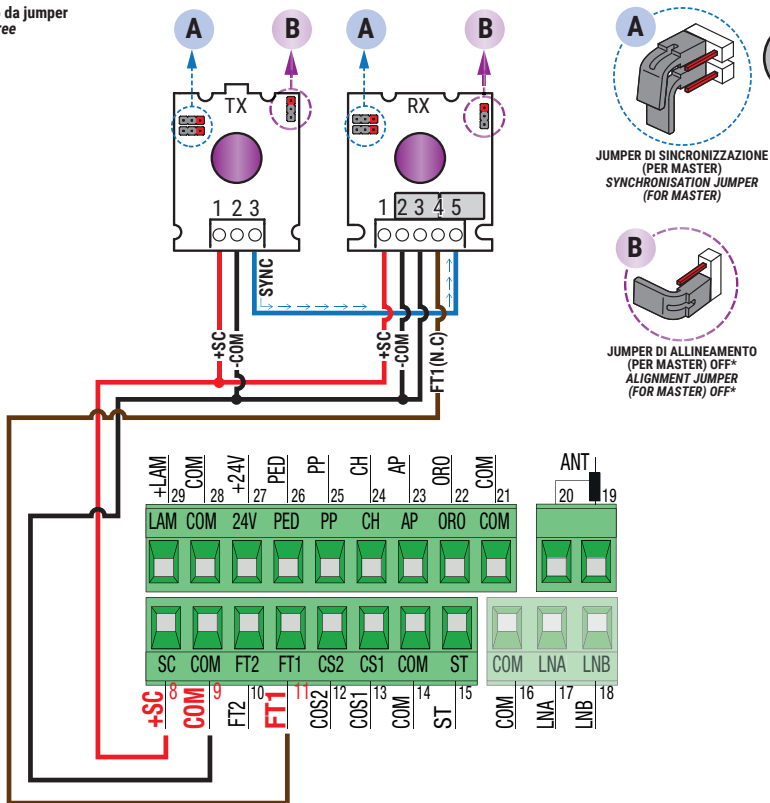 da jumper
A
B
A
B
A
TX
RX
1 2 3
1 2 3 4 5
JUMPER DI SINCRONIZZAZIONE
(PER MASTER)
SYNCHRONISATION JUMPER
(FOR MASTER)
SYNC
B
+SC
-COM
+SC
-COM
FT1(N.C)
JUMPER DI ALLINEAMENTO
(PER MASTER) OFF*
ALIGNMENT JUMPER
(FOR MASTER) OFF*
+LAM COM +24V PED PP CH AP ORO COM
ANT
29 28 27 26 25 24 23 22 21
20 19
LAM COM 24V PED PP CH AP ORO COM
SC COM FT2 FT1 CS2 CS1 COM ST
COM LNA LNB
8 9 10 11 12 13 14 15
16 17 18
+SC COM FT2 FT1 COS2 COS1 COM ST
COM LNA LNB